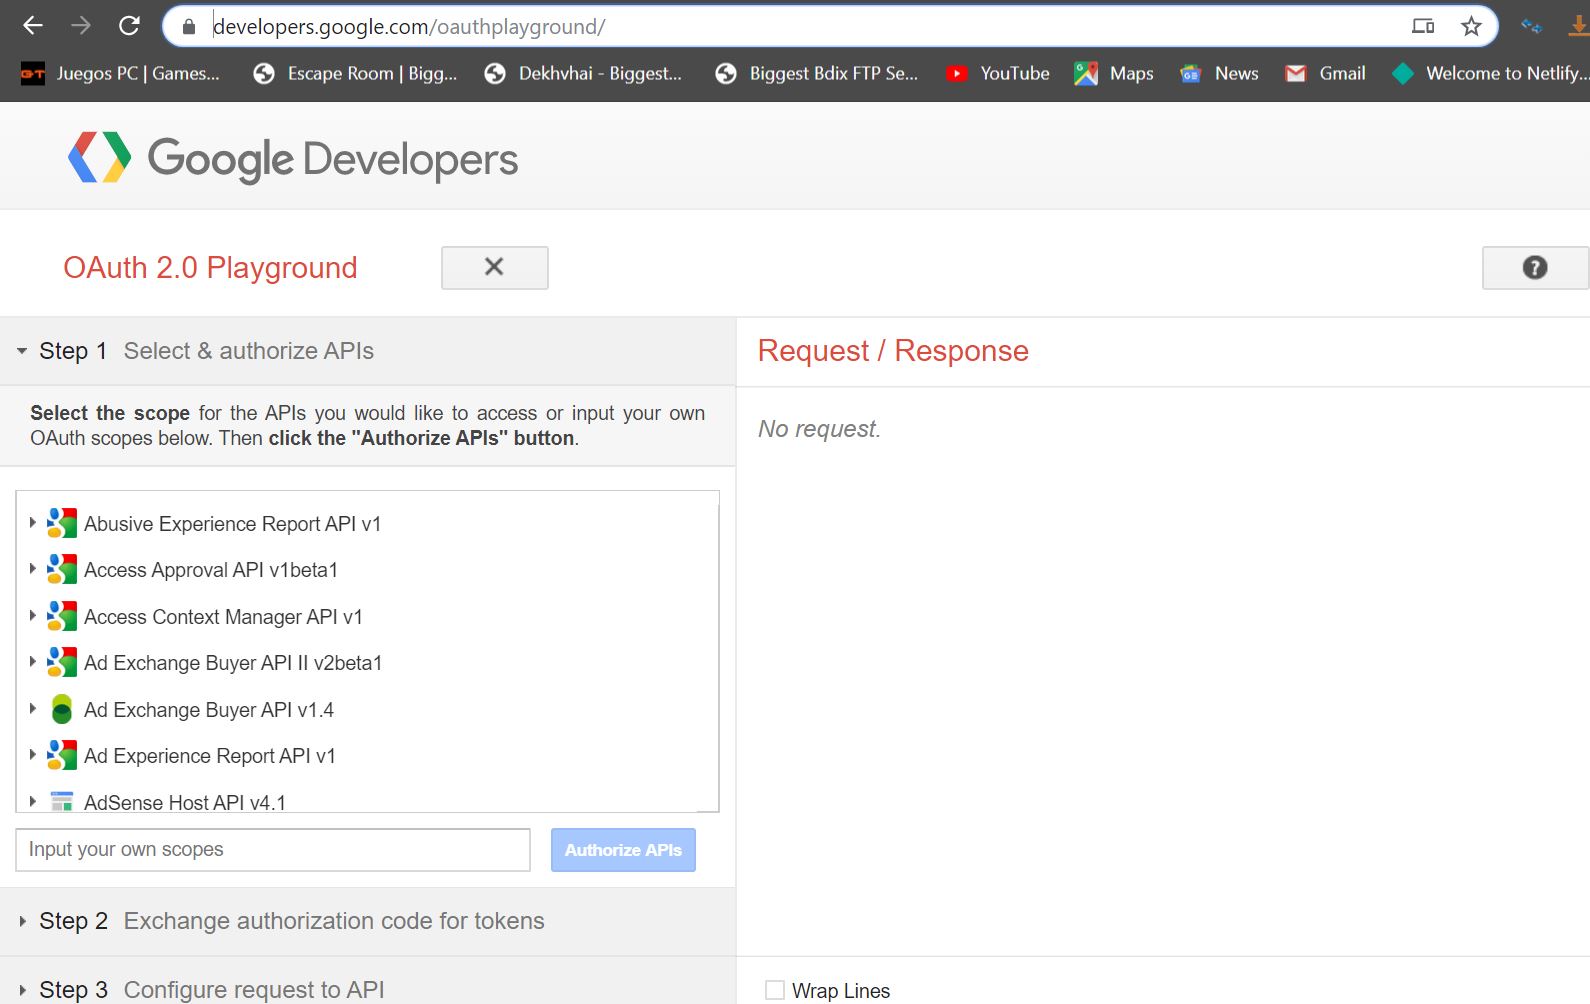 developers.google.com/oauthplayground/
GT Juegos PC | Games... Escape Room | Bigg... Dekhvhai - Biggest... Biggest Bdix FTP Se... YouTube Maps News Gmail Welcome to Netlify...
Google Developers
OAuth 2.0 Playground
Step 1 Select & authorize APIs
Select the scope for the APIs you would like to access or input your own
OAuth scopes below. Then click the "Authorize APIs" button.
Abusive Experience Report API v1
Access Approval API v1beta1
Access Context Manager API v1
Ad Exchange Buyer API II v2beta1
Ad Exchange Buyer API v1.4
Ad Experience Report API v1
AdSense Host API v4.1
Input your own scopes Authorize APIs
Step 2 Exchange authorization code for tokens
Step 3 Configure request to API
Request / Response
No request.
Wrap Lines